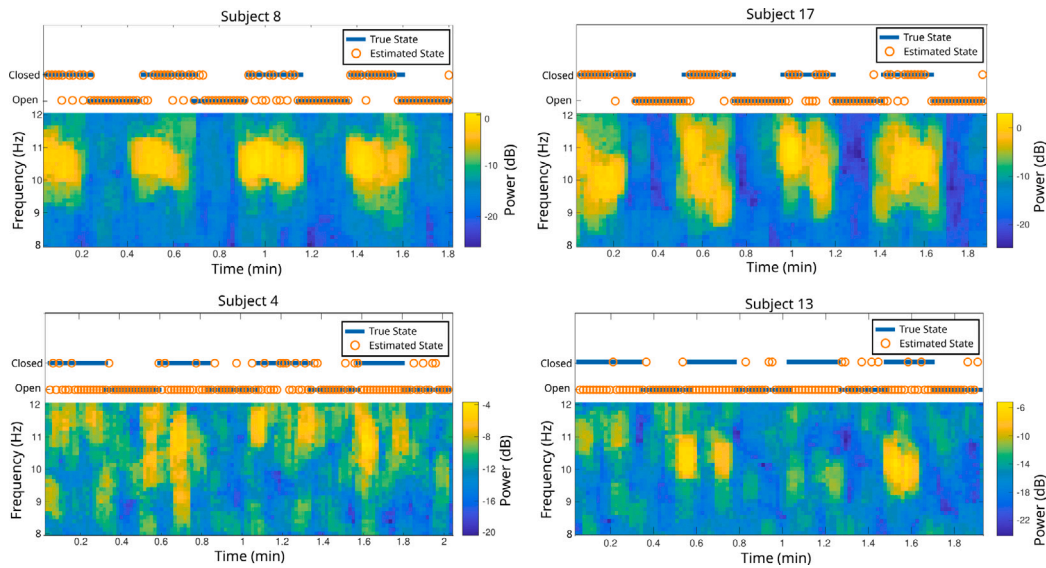 Subject 8
True State
Estimated State
Closed
Open
12
11
10
9
8
Frequency (Hz)
0.2 0.4 0.6 0.8 1 1.2 1.4 1.6 1.8
Time (min)
0
-10
-20
Power (dB)
Subject 17
True State
Estimated State
Closed
Open
12
11
10
9
8
Frequency (Hz)
0.2 0.4 0.6 0.8 1 1.2 1.4 1.6 1.8
Time (min)
0
-10
-20
Power (dB)
Subject 4
True State
Estimated State
Closed
Open
12
11
10
9
8
Frequency (Hz)
0.2 0.4 0.6 0.8 1 1.2 1.4 1.6 1.8 2
Time (min)
-4
-8
-12
-16
-20
Power (dB)
Subject 13
True State
Estimated State
Closed
Open
12
11
10
9
8
Frequency (Hz)
0.2 0.4 0.6 0.8 1 1.2 1.4 1.6 1.8
Time (min)
-6
-10
-14
-18
-22
Power (dB)